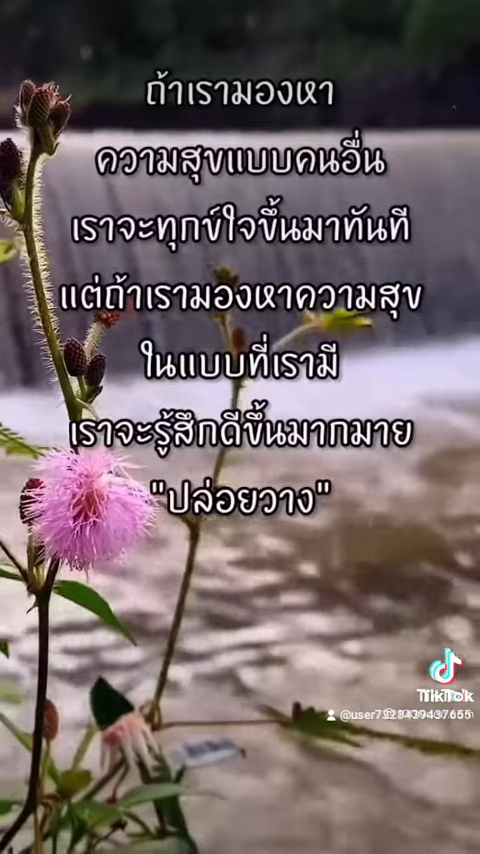 ถ้าเรามองหา
ความสุขแบบคนอื่น
เราจะทุกข์ใจขึ้นมาทันที
แต่ถ้าเรามองหาความสุข
ในแบบที่เรามี
เราจะรู้สึกดีขึ้นมากมาย
"ปล่อยวาง"
TikTok